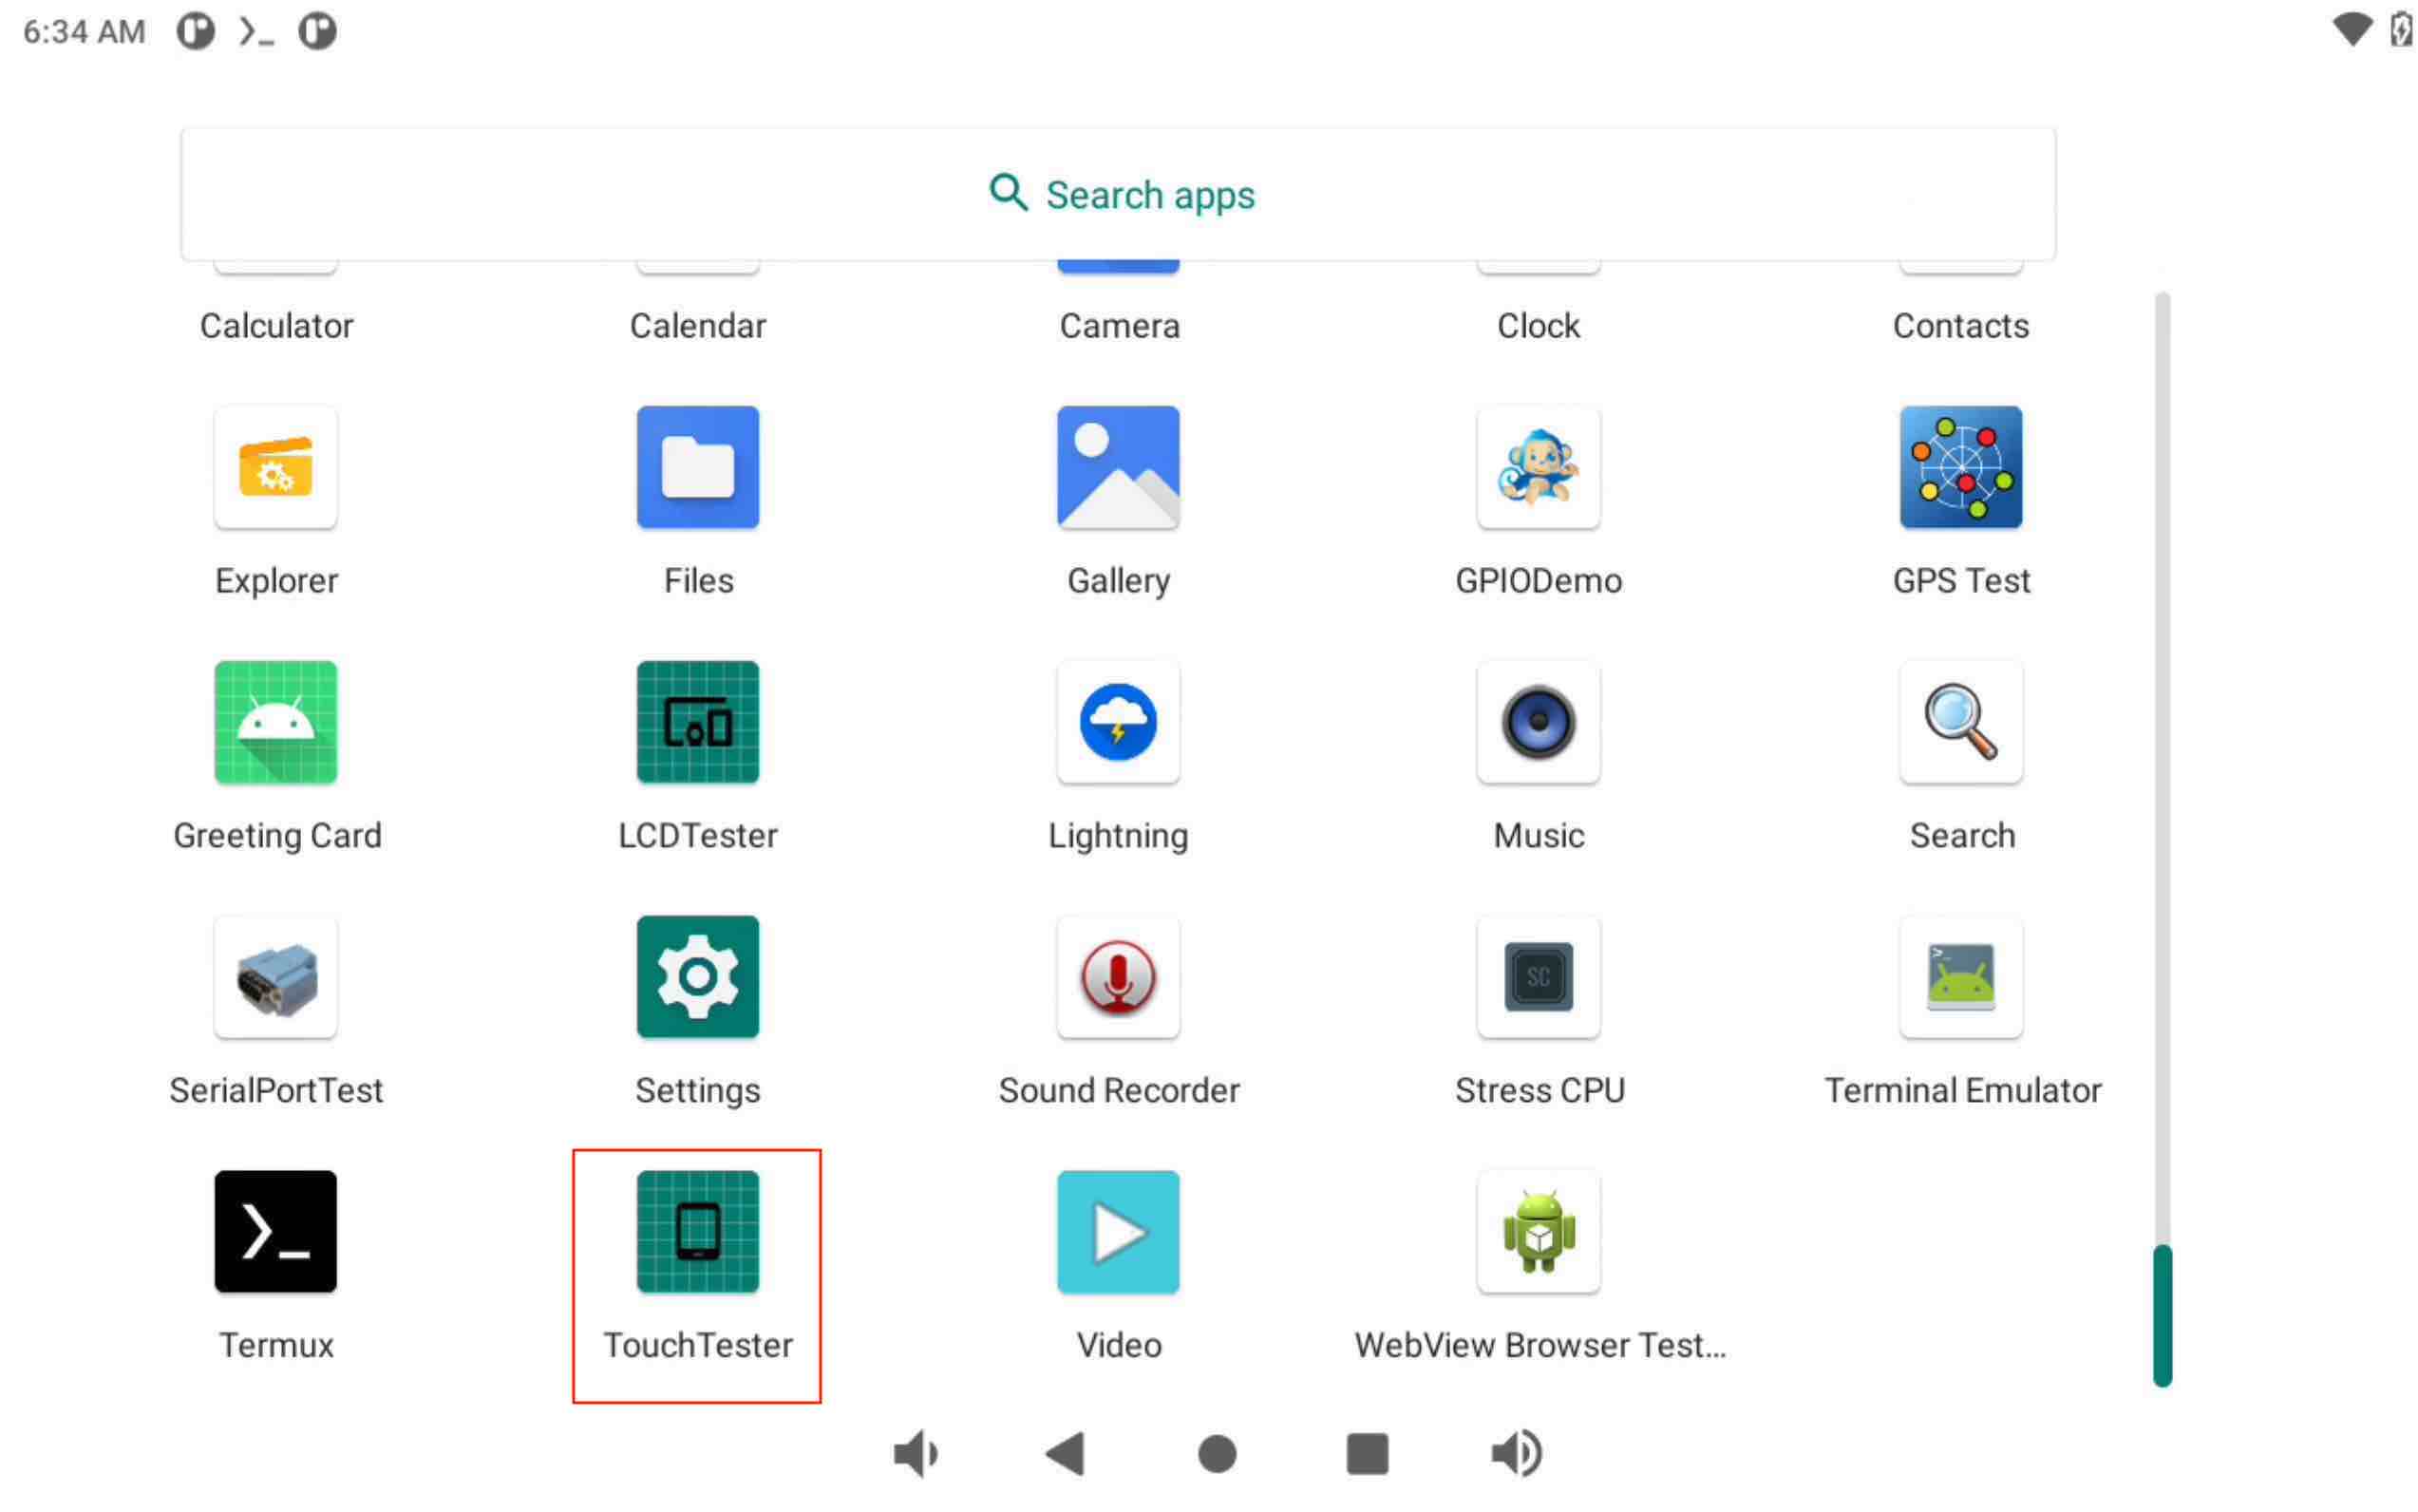 6:34 AM
Search apps
Calculator Calendar Camera Clock Contacts
Explorer Files Gallery GPIODemo GPS Test
Greeting Card LCDTester Lightning Music Search
SC
SerialPortTest Settings Sound Recorder Stress CPU Terminal Emulator
Termux TouchTester Video WebView Browser Test...